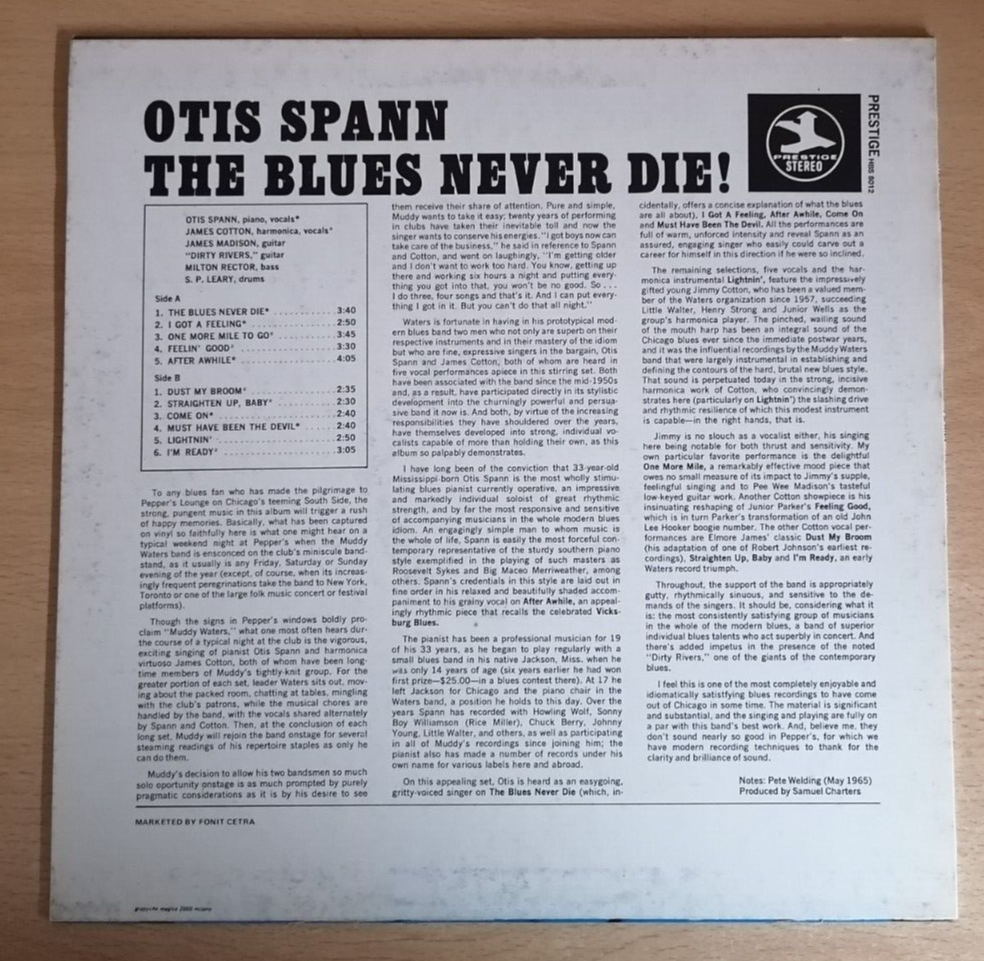 OTIS SPANN
THE BLUES NEVER DIE!
PRESTIGE
STEREO
PRESTIGE HBS 6012
OTIS SPANN, piano, vocals*
JAMES COTTON, harmonica, vocals°
JAMES MADISON, guitar
"DIRTY RIVERS," guitar
MILTON RECTOR, bass
S. P. LEARY, drums
Side A
1. THE BLUES NEVER DIE* . . . . . . . . . . . . 3:40
2. I GOT A FEELING* . . . . . . . . . . . . . . . . 2:50
3. ONE MORE MILE TO GO° . . . . . . . . . . . 3:45
4. FEELIN' GOOD° . . . . . . . . . . . . . . . . . . 3:30
5. AFTER AWHILE* . . . . . . . . . . . . . . . . . . 4:05
Side B
1. DUST MY BROOM° . . . . . . . . . . . . . . . . 2:35
2. STRAIGHTEN UP, BABY° . . . . . . . . . . . . 2:30
3. COME ON* . . . . . . . . . . . . . . . . . . . . . . 2:40
4. MUST HAVE BEEN THE DEVIL* . . . . . . . 2:40
5. LIGHTNIN' . . . . . . . . . . . . . . . . . . . . . . 2:50
6. I'M READY° . . . . . . . . . . . . . . . . . . . . . 3:05
To any blues fan who has made the pilgrimage to
Pepper's Lounge on Chicago's teeming South Side, the
strong, pungent music in this album will trigger a rush
of happy memories. Basically, what has been captured
on vinyl so faithfully here is what one might hear on a
typical weekend night at Pepper's when the Muddy
Waters band is ensconced on the club's miniscule band-
stand, as it usually is any Friday, Saturday or Sunday
evening of the year (except, of course, when its increas-
ingly frequent peregrinations take the band to New York,
Toronto or one of the large folk music concert or festival
platforms).
Though the signs in Pepper's windows boldly pro-
claim "Muddy Waters," what one most often hears dur-
the course of a typical night at the club is the vigorous,
exciting singing of pianist Otis Spann and harmonica
virtuoso James Cotton, both of whom have been long-
time members of Muddy's tightly-knit group. For the
greater portion of each set, leader Waters sits out, mov-
ing about the packed room, chatting at tables, mingling
with the club's patrons, while the musical chores are
handled by the band, with the vocals shared alternately
by Spann and Cotton. Then, at the conclusion of each
long set, Muddy will rejoin the band onstage for several
steaming readings of his repertoire staples as only he
can do them.
Muddy's decision to allow his two bandsmen so much
solo oportunity onstage is as much prompted by purely
pragmatic considerations as it is by his desire to see
them receive their share of attention. Pure and simple,
Muddy wants to take it easy; twenty years of performing
in clubs have taken their inevitable toll and now the
singer wants to conserve his energies. "I got boys now can
take care of the business," he said in reference to Spann
and Cotton, and went on laughingly, "I'm getting older
and I don't want to work too hard. You know, getting up
there and working six hours a night and putting every-
thing you got into that, you won't be no good. So . . .
I do three, four songs and that's it. And I can put every-
thing I got in it. But you can't do that all night."
Waters is fortunate in having in his prototypical mod-
ern blues band two men who not only are superb on their
respective instruments and in their mastery of the idiom
but who are fine, expressive singers in the bargain, Otis
Spann and James Cotton, both of whom are heard in
five vocal performances apiece in this stirring set. Both
have been associated with the band since the mid-1950s
and, as a result, have participated directly in its stylistic
development into the churningly powerful and persua-
sive band it now is. And both, by virtue of the increasing
responsibilities they have shouldered over the years,
have themselves developed into strong, individual vo-
calists capable of more than holding their own, as this
album so palpably demonstrates.
I have long been of the conviction that 33-year-old
Mississippi-born Otis Spann is the most wholly stimu-
lating blues pianist currently operative, an impressive
and markedly individual soloist of great rhythmic
strength, and by far the most responsive and sensitive
of accompanying musicians in the whole modern blues
idiom. An engagingly simple man to whom music is
the whole of life, Spann is easily the most forceful con-
temporary representative of the sturdy southern piano
style exemplified in the playing of such masters as
Roosevelt Sykes and Big Maceo Merriweather, among
others. Spann's credentials in this style are laid out in
fine order in his relaxed and beautifully shaded accom-
paniment to his grainy vocal on After Awhile, an appeal-
ingly rhythmic piece that recalls the celebrated Vicks-
burg Blues.
The pianist has been a professional musician for 19
of his 33 years, as he began to play regularly with a
small blues band in his native Jackson, Miss. when he
was only 14 years of age (six years earlier he had won
first prize—$25.00—in a blues contest there). At 17 he
left Jackson for Chicago and the piano chair in the
Waters band, a position he holds to this day. Over the
years Spann has recorded with Howling Wolf, Sonny
Boy Williamson (Rice Miller), Chuck Berry, Johnny
Young, Little Walter, and others, as well as participating
in all of Muddy's recordings since joining him; the
pianist also has made a number of records under his
own name for various labels here and abroad.
On this appealing set, Otis is heard as an easygoing,
gritty-voiced singer on The Blues Never Die (which, in-
cidentally, offers a concise explanation of what the blues
are all about), I Got A Feeling, After Awhile, Come On
and Must Have Been The Devil. All the performances are
full of warm, unforced intensity and reveal Spann as an
assured, engaging singer who easily could carve out a
career for himself in this direction if he were so inclined.
The remaining selections, five vocals and the har-
monica instrumental Lightnin', feature the impressively
gifted young Jimmy Cotton, who has been a valued mem-
ber of the Waters organization since 1957, succeeding
Little Walter, Henry Strong and Junior Wells as the
group's harmonica player. The pinched, wailing sound
of the mouth harp has been an integral sound of the
Chicago blues ever since the immediate postwar years,
and it was the influential recordings by the Muddy Waters
band that were largely instrumental in establishing and
defining the contours of the hard, brutal new blues style.
That sound is perpetuated today in the strong, incisive
harmonica work of Cotton, who convincingly demon-
strates here (particularly on Lightnin') the slashing drive
and rhythmic resilience of which this modest instrument
is capable—in the right hands, that is.
Jimmy is no slouch as a vocalist either, his singing
here being notable for both thrust and sensitivity. My
own particular favorite performance is the delightful
One More Mile, a remarkably effective mood piece that
owes no small measure of its impact to Jimmy's supple,
feelingful singing and to Pee Wee Madison's tasteful
low-keyed guitar work. Another Cotton showpiece is his
insinuating reshaping of Junior Parker's Feeling Good,
which is in turn Parker's transformation of an old John
Lee Hooker boogie number. The other Cotton vocal per-
formances are Elmore James' classic Dust My Broom
(his adaptation of one of Robert Johnson's earliest re-
cordings), Straighten Up, Baby and I'm Ready, an early
Waters record triumph.
Throughout, the support of the band is appropriately
gutty, rhythmically sinuous, and sensitive to the de-
mands of the singers. It should be, considering what it
is: the most consistently satisfying group of musicians
in the whole of the modern blues, a band of superior
individual blues talents who act superbly in concert. And
there's added impetus in the presence of the noted
"Dirty Rivers," one of the giants of the contemporary
blues.
I feel this is one of the most completely enjoyable and
idiomatically satistfying blues recordings to have come
out of Chicago in some time. The material is significant
and substantial, and the singing and playing are fully on
a par with this band's best work. And, believe me, they
don't sound nearly so good in Pepper's, for which we
have modern recording techniques to thank for the
clarity and brilliance of sound.
Notes: Pete Welding (May 1965)
Produced by Samuel Charters
MARKETED BY FONIT CETRA